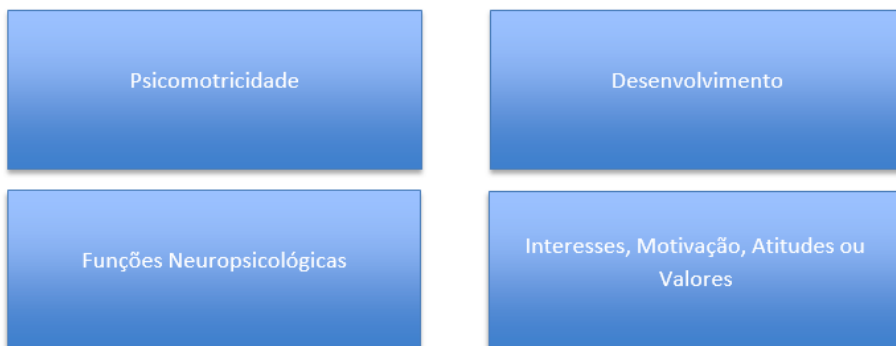 Psicomotricidade
Desenvolvimento
Funções Neuropsicológicas
Interesses, Motivação, Atitudes ou
Valores